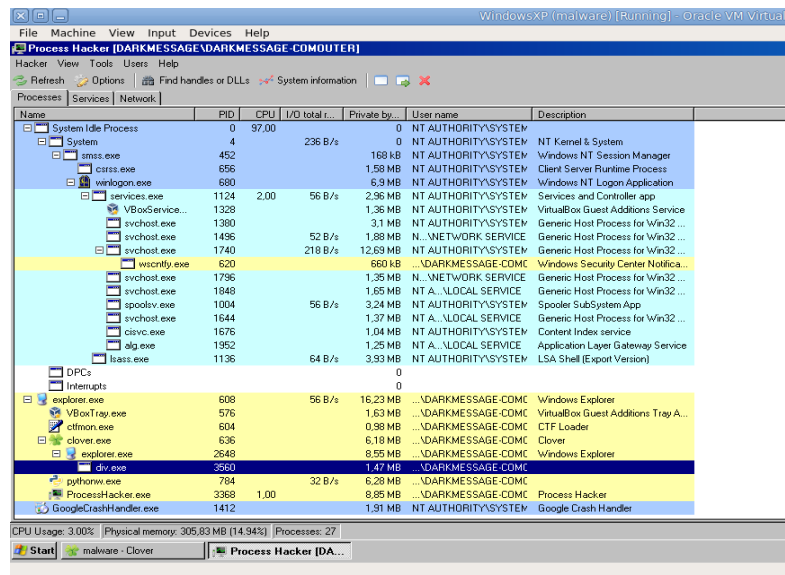 WindowsXP (malware) [Running] - Oracle VM Virtual
File Machine View Input Devices Help
Process Hacker [DARKMESSAGE\DARKMESSAGE-COMOUTER]
Hacker View Tools Users Help
Refresh Options Find handles or DLLs System information
Processes Services Network
Name PID CPU I/O total r... Private by... User name Description
System Idle Process 0 97,00 0 NT AUTHORITY\SYSTEM
System 4 236 B/s 0 NT AUTHORITY\SYSTEM NT Kernel & System
smss.exe 452 168 kB NT AUTHORITY\SYSTEM Windows NT Session Manager
csrss.exe 656 1,58 MB NT AUTHORITY\SYSTEM Client Server Runtime Process
winlogon.exe 680 6,9 MB NT AUTHORITY\SYSTEM Windows NT Logon Application
services.exe 1124 2,00 56 B/s 2,96 MB NT AUTHORITY\SYSTEM Services and Controller app
VBoxService... 1328 1,36 MB NT AUTHORITY\SYSTEM VirtualBox Guest Additions Service
svchost.exe 1380 3,1 MB NT AUTHORITY\SYSTEM Generic Host Process for Win32 ...
svchost.exe 1496 52 B/s 1,88 MB N...\NETWORK SERVICE Generic Host Process for Win32 ...
svchost.exe 1740 218 B/s 12,69 MB NT AUTHORITY\SYSTEM Generic Host Process for Win32 ...
wscntfy.exe 620 660 kB ...\DARKMESSAGE-COMC Windows Security Center Notifica...
svchost.exe 1796 1,35 MB N...\NETWORK SERVICE Generic Host Process for Win32 ...
svchost.exe 1848 1,65 MB NT A...\LOCAL SERVICE Generic Host Process for Win32 ...
spoolsv.exe 1004 56 B/s 3,24 MB NT AUTHORITY\SYSTEM Spooler SubSystem App
svchost.exe 1644 1,37 MB NT A...\LOCAL SERVICE Generic Host Process for Win32 ...
cisvc.exe 1676 1,04 MB NT AUTHORITY\SYSTEM Content Index service
alg.exe 1952 1,25 MB NT A...\LOCAL SERVICE Application Layer Gateway Service
lsass.exe 1136 64 B/s 3,93 MB NT AUTHORITY\SYSTEM LSA Shell (Export Version)
DPCs 0
Interrupts 0
explorer.exe 608 56 B/s 16,23 MB ...\DARKMESSAGE-COMC Windows Explorer
VBoxTray.exe 576 1,63 MB ...\DARKMESSAGE-COMC VirtualBox Guest Additions Tray A...
ctfmon.exe 604 0,98 MB ...\DARKMESSAGE-COMC CTF Loader
clover.exe 636 6,18 MB ...\DARKMESSAGE-COMC Clover
explorer.exe 2648 8,55 MB ...\DARKMESSAGE-COMC Windows Explorer
div.exe 3560 1,47 MB ...\DARKMESSAGE-COMC
pythonw.exe 784 32 B/s 6,28 MB ...\DARKMESSAGE-COMC
ProcessHacker.exe 3368 1,00 8,85 MB ...\DARKMESSAGE-COMC Process Hacker
GoogleCrashHandler.exe 1412 1,91 MB NT AUTHORITY\SYSTEM Google Crash Handler
CPU Usage: 3.00% Physical memory: 305,83 MB (14.94%) Processes: 27
Start malware - Clover Process Hacker [DA...